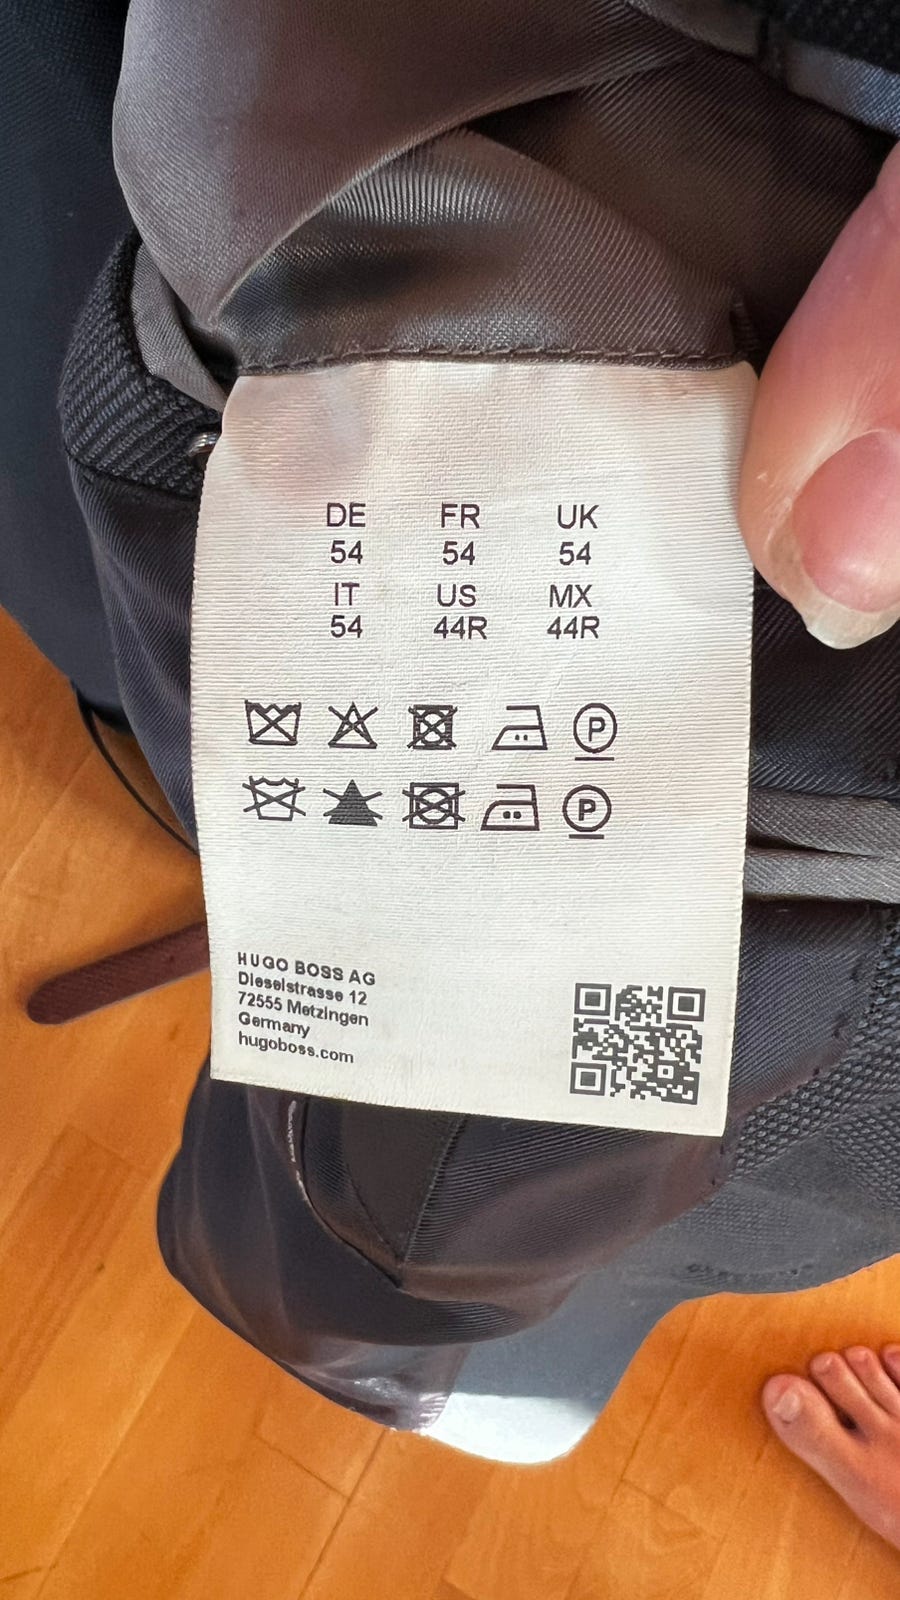 DE FR UK
54 54 54
IT US MX
54 44R 44R
P
P
HUGO BOSS AG
Dieselstrasse 12
72555 Metzingen
Germany
hugoboss.com